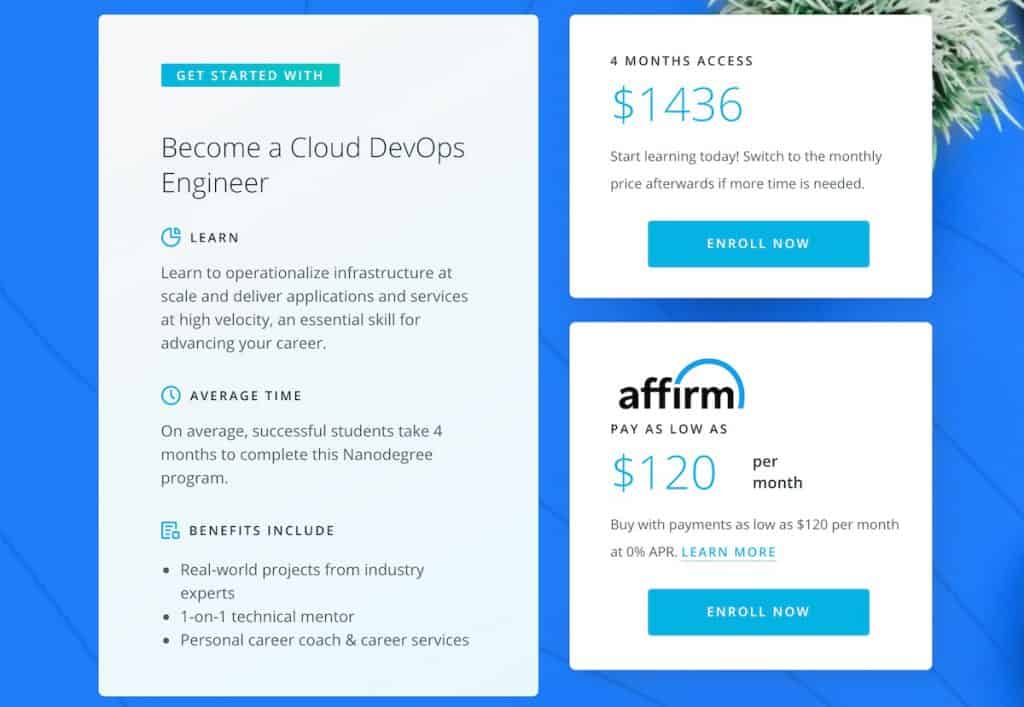 GET STARTED WITH
Become a Cloud DevOps
Engineer
LEARN
Learn to operationalize infrastructure at
scale and deliver applications and services
at high velocity, an essential skill for
advancing your career.
AVERAGE TIME
On average, successful students take 4
months to complete this Nanodegree
program.
BENEFITS INCLUDE
• Real-world projects from industry
experts
• 1-on-1 technical mentor
• Personal career coach & career services
4 MONTHS ACCESS
$1436
Start learning today! Switch to the monthly
price afterwards if more time is needed.
ENROLL NOW
affirm
PAY AS LOW AS
$120 per
month
Buy with payments as low as $120 per month
at 0% APR. LEARN MORE
ENROLL NOW